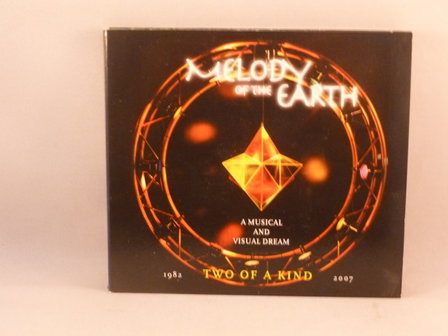 MELODY
OF THE
EARTH
A MUSICAL
AND
VISUAL DREAM
1982 TWO OF A KIND 2007